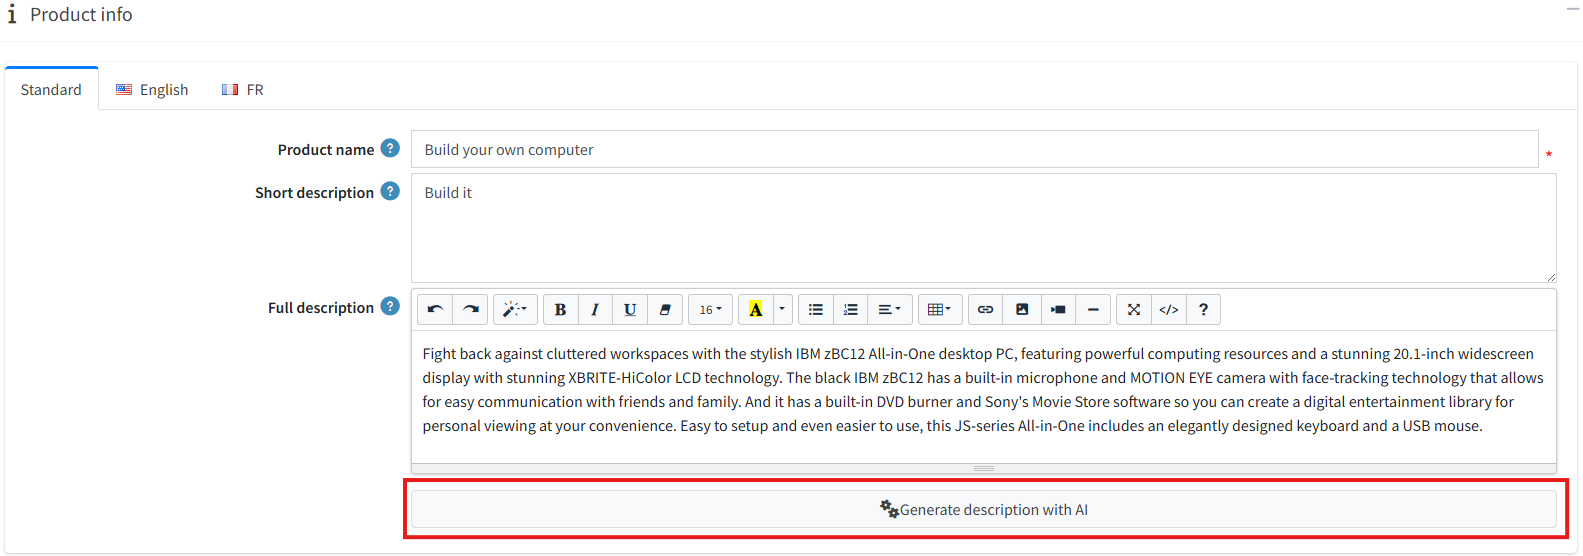 Product info
Standard English FR
Product name ? Build your own computer *
Short description ? Build it
Full description ?
B I U 16 A </> ?
Fight back against cluttered workspaces with the stylish IBM zBC12 All-in-One desktop PC, featuring powerful computing resources and a stunning 20.1-inch widescreen
display with stunning XBRITE-HiColor LCD technology. The black IBM zBC12 has a built-in microphone and MOTION EYE camera with face-tracking technology that allows
for easy communication with friends and family. And it has a built-in DVD burner and Sony's Movie Store software so you can create a digital entertainment library for
personal viewing at your convenience. Easy to setup and even easier to use, this JS-series All-in-One includes an elegantly designed keyboard and a USB mouse.
Generate description with AI